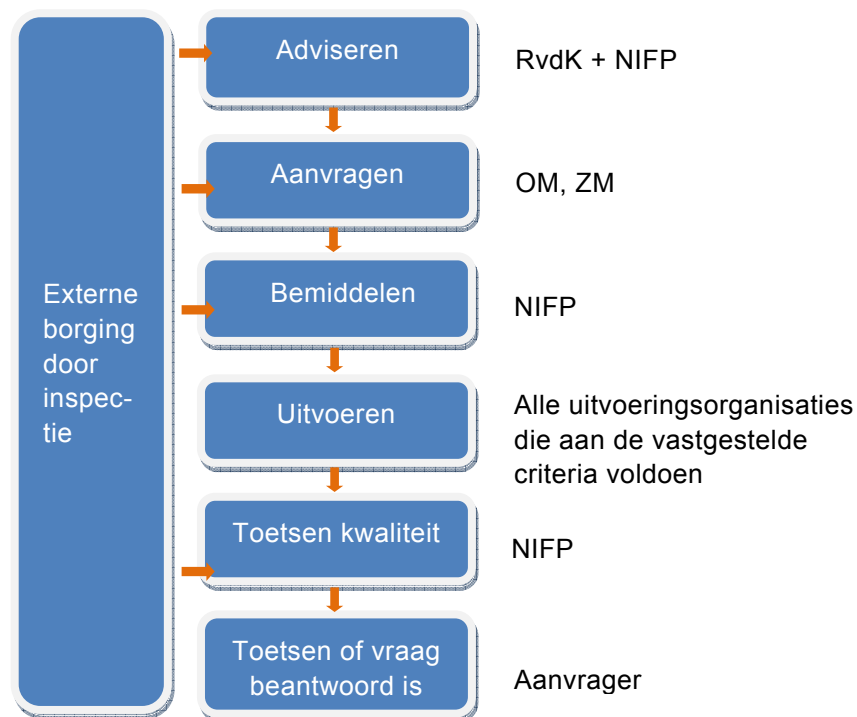 Adviseren
RvdK + NIFP
Aanvragen
OM, ZM
Externe
borging
door
inspec-
tie
Bemiddelen
NIFP
Uitvoeren
Alle uitvoeringsorganisaties
die aan de vastgestelde
criteria voldoen
Toetsen kwaliteit
NIFP
Toetsen of vraag
beantwoord is
Aanvrager